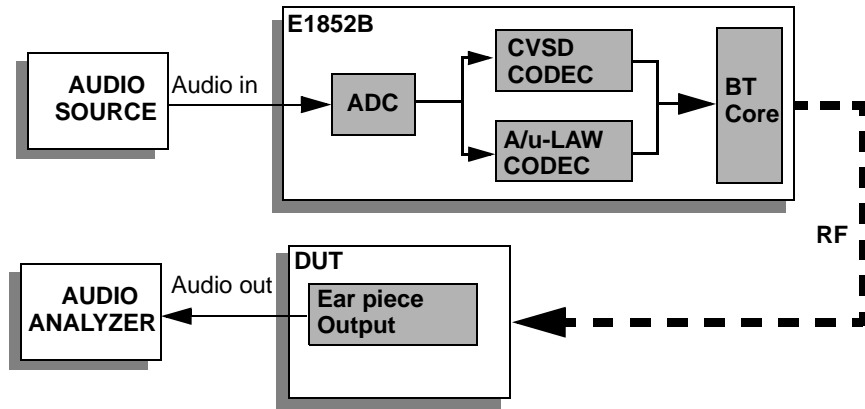 E1852B
AUDIO
SOURCE
Audio in
ADC
CVSD
CODEC
A/u-LAW
CODEC
BT
Core
RF
DUT
Ear piece
Output
Audio out
AUDIO
ANALYZER